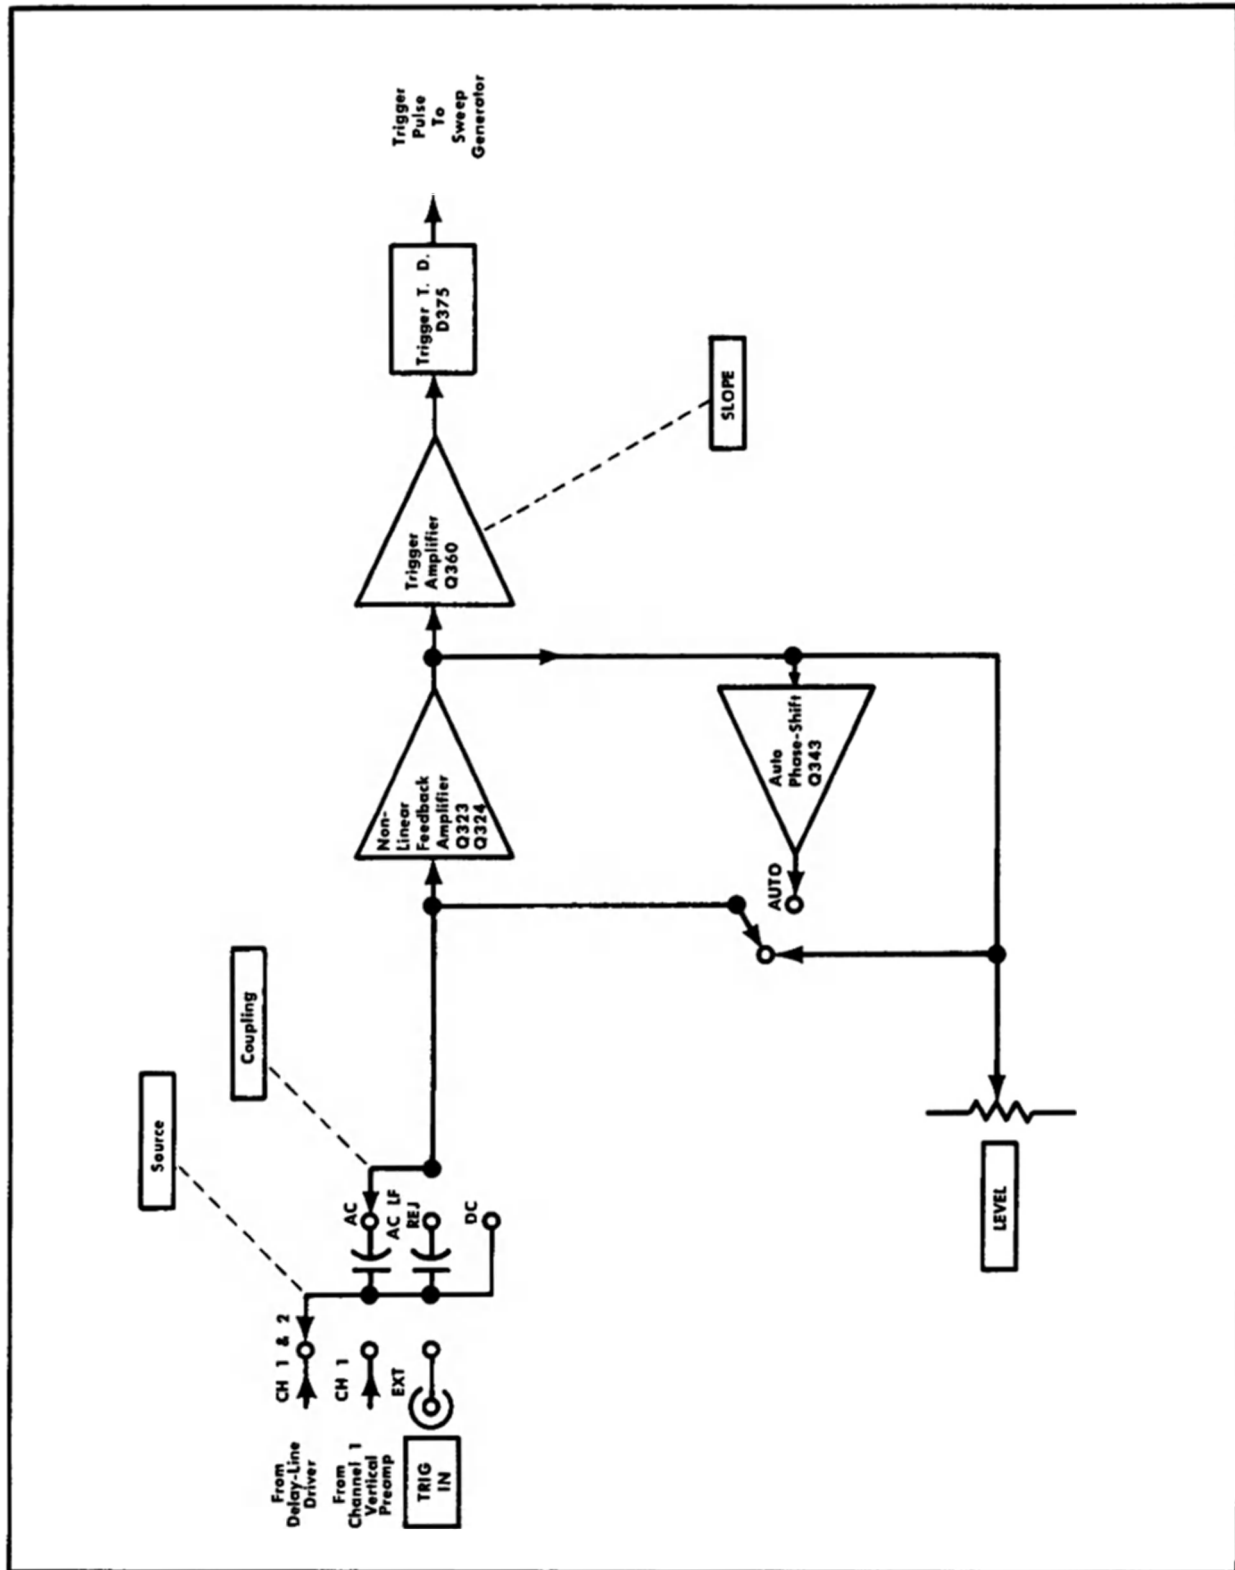 Source
Coupling
From
Delay-Line
Driver
CH 1 & 2
From
Channel 1
Vertical
Preamp
CH 1
TRIG
IN
EXT
AC
AC LF
REJ
DC
Non-
Linear
Feedback
Amplifier
Q323
Q324
Trigger
Amplifier
Q360
Trigger T. D.
D375
Trigger
Pulse
To
Sweep
Generator
AUTO
Auto
Phase-Shift
Q343
SLOPE
LEVEL